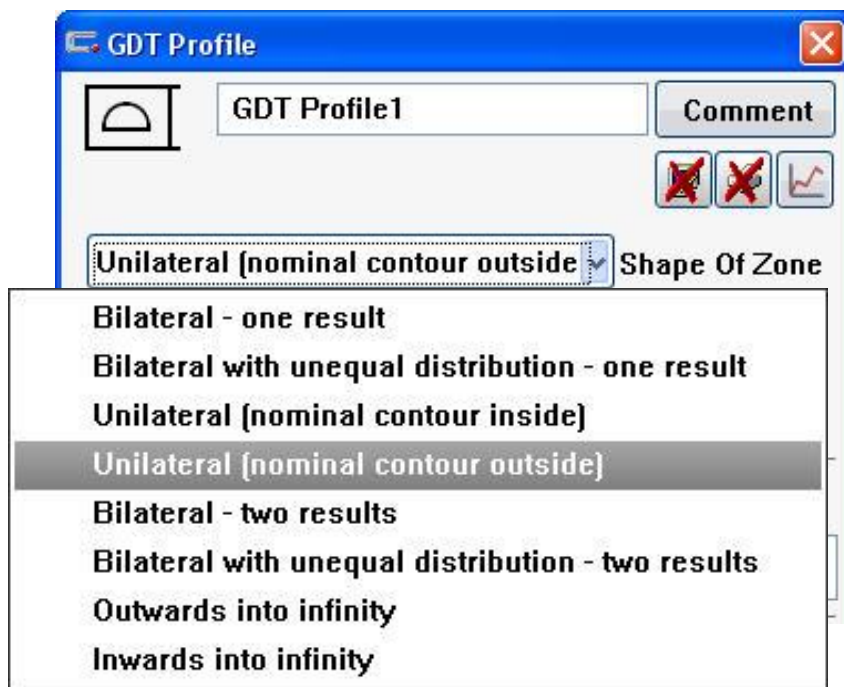 GDT Profile
GDT Profile1
Comment
Unilateral (nominal contour outside
Shape Of Zone
Bilateral - one result
Bilateral with unequal distribution - one result
Unilateral (nominal contour inside)
Unilateral (nominal contour outside)
Bilateral - two results
Bilateral with unequal distribution - two results
Outwards into infinity
Inwards into infinity